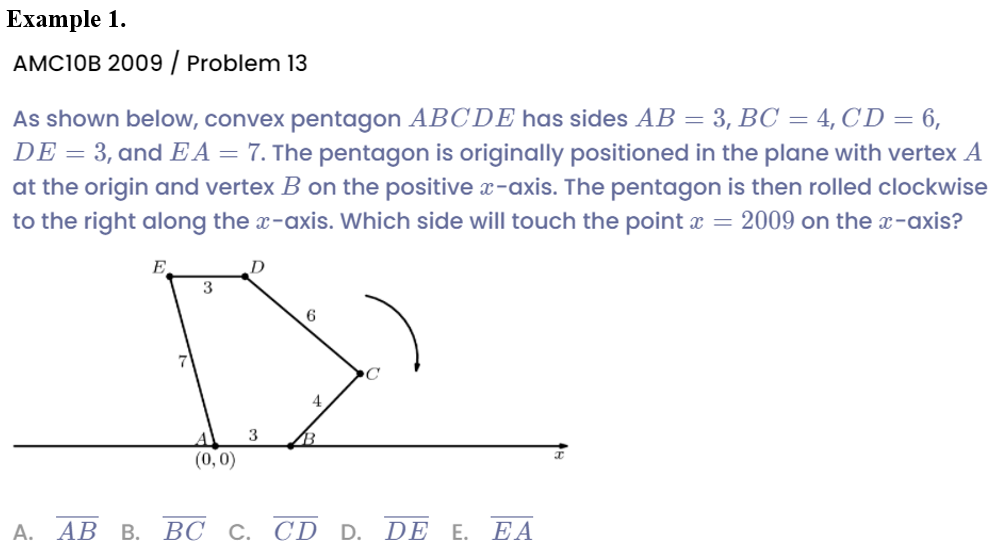 Example 1.
AMC10B 2009 / Problem 13
As shown below, convex pentagon ABCDE has sides AB = 3, BC = 4, CD = 6,
DE = 3, and EA = 7. The pentagon is originally positioned in the plane with vertex A
at the origin and vertex B on the positive x-axis. The pentagon is then rolled clockwise
to the right along the x-axis. Which side will touch the point x = 2009 on the x-axis?
E D
3
6
7
C
4
A 3 B
(0, 0) x
A. AB B. BC C. CD D. DE E. EA